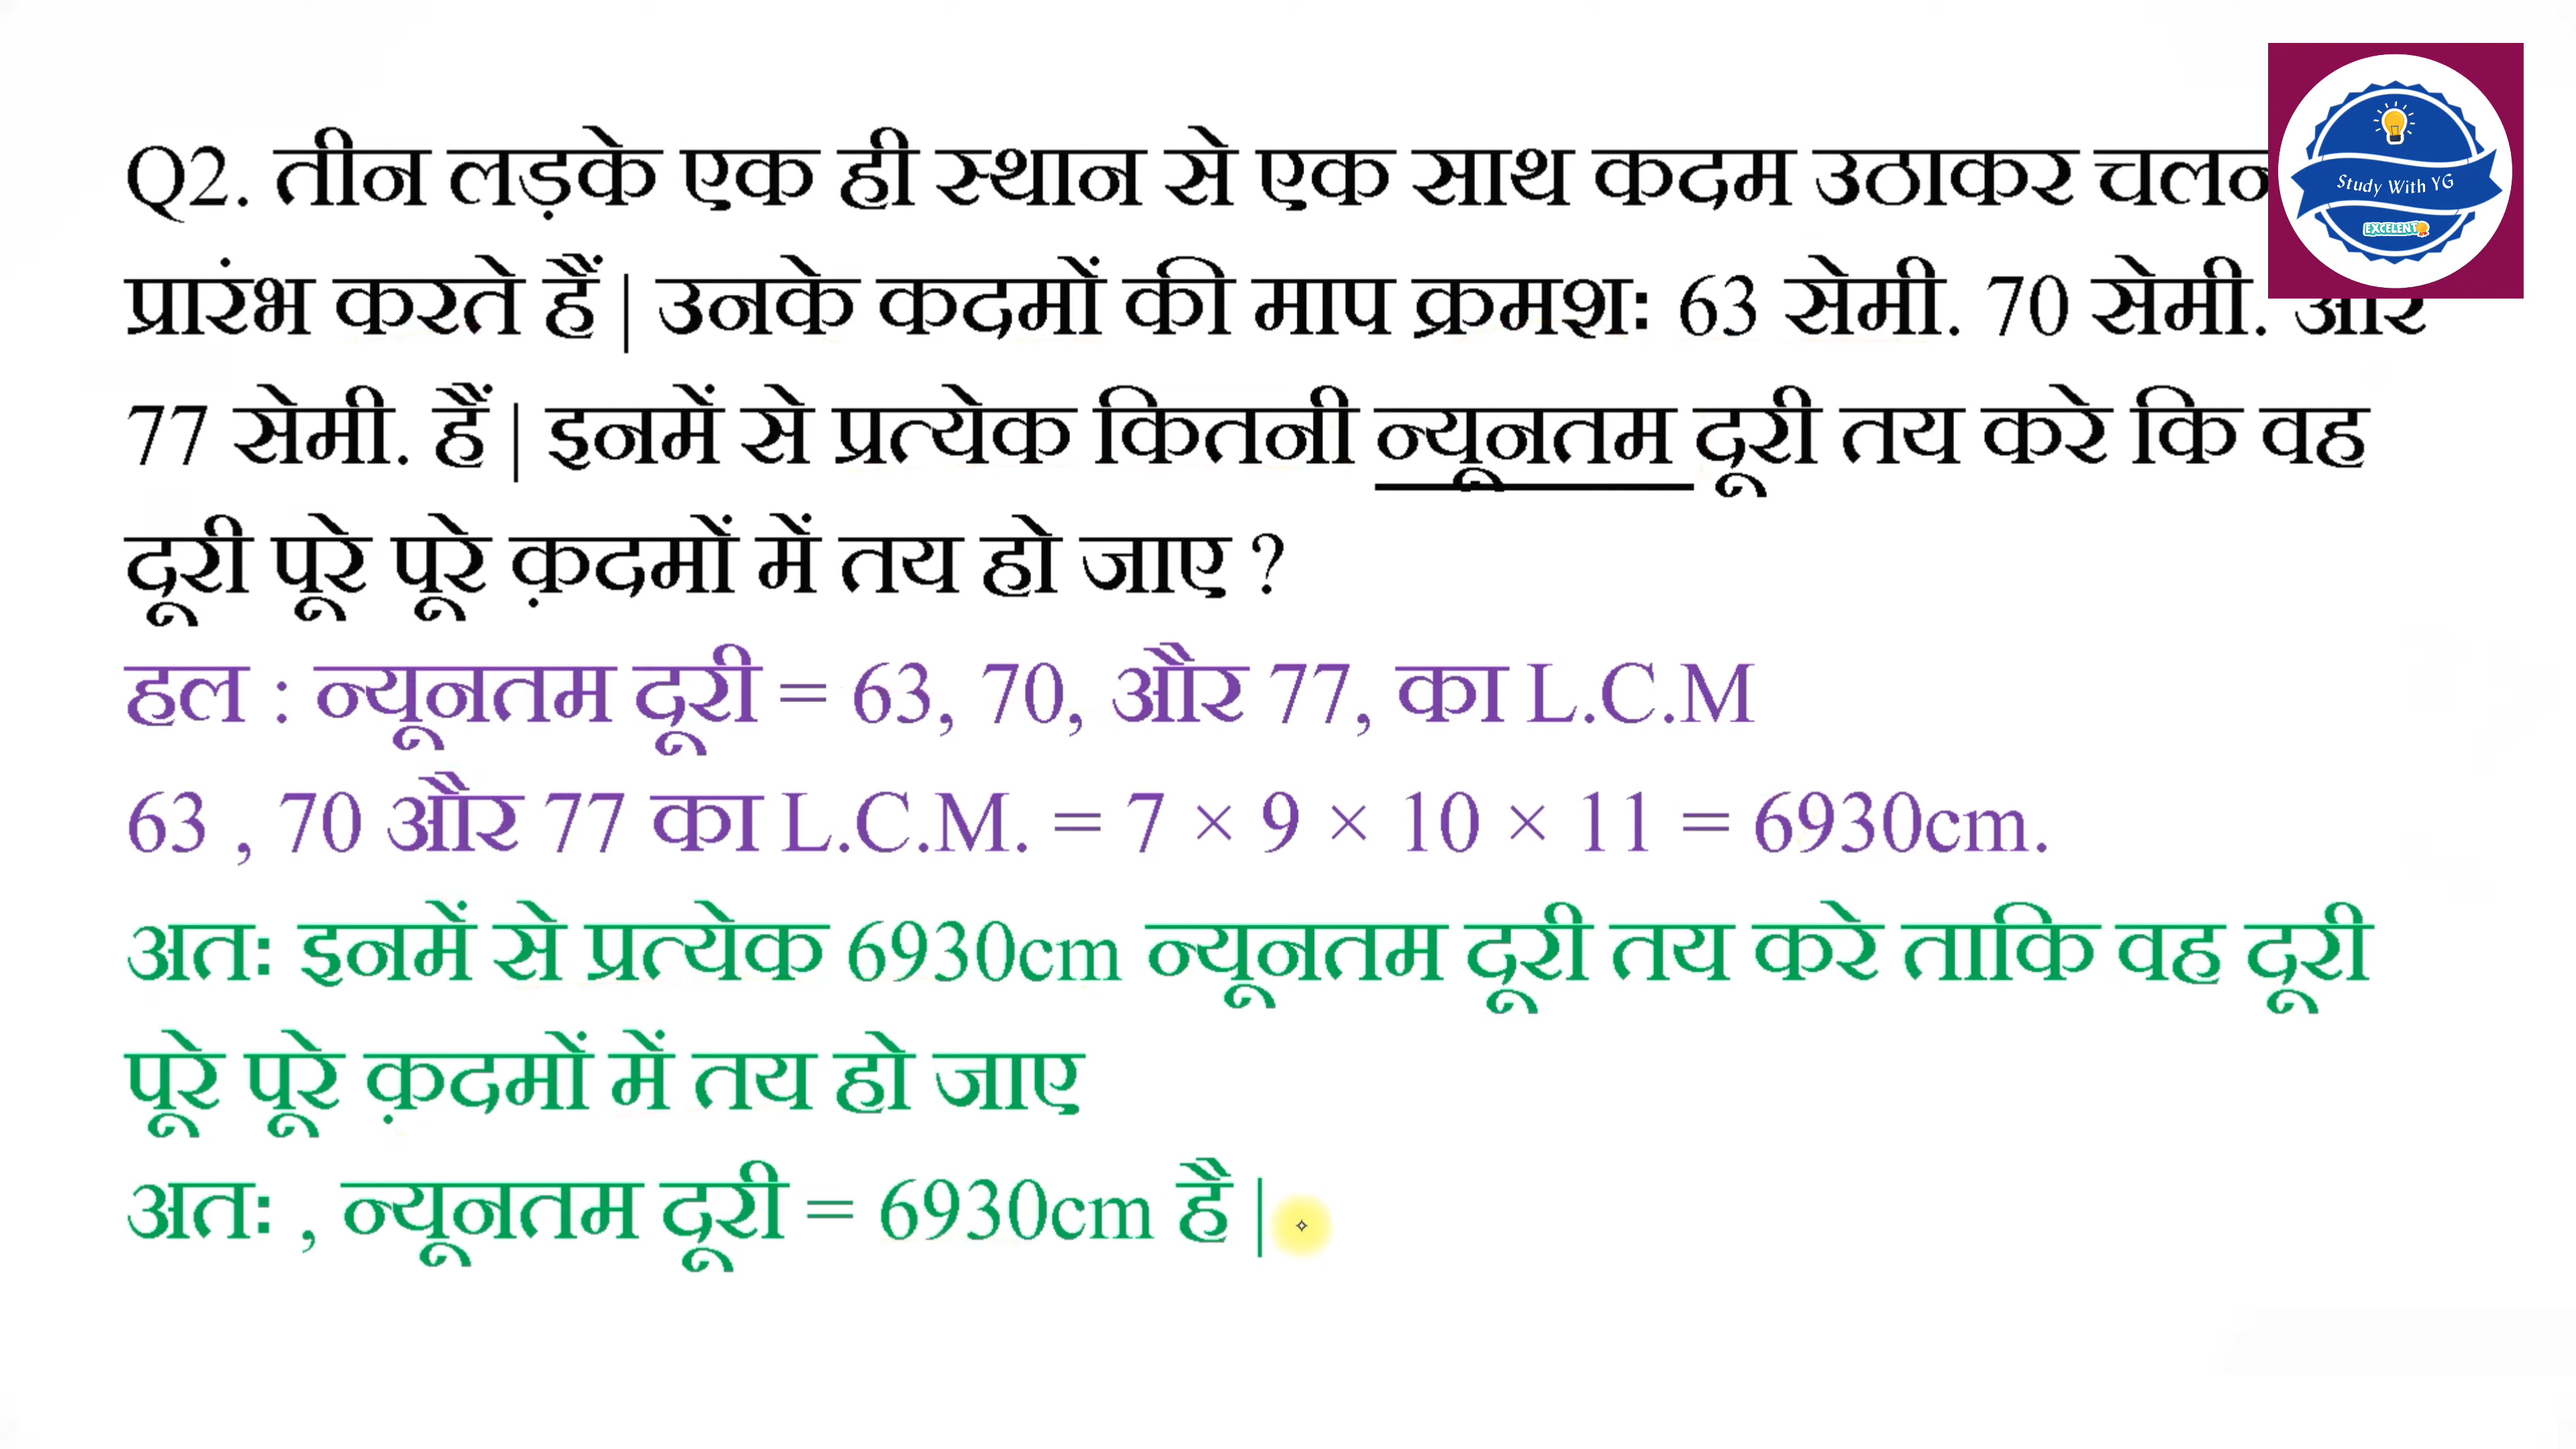 Q2. तीन लड़के एक ही स्थान से एक साथ कदम उठाकर
प्रारंभ करते हैं | उनके कदमों की माप क्रमशः 63 सेमी. 70 सेमी. और
77 सेमी. हैं | इनमें से प्रत्येक कितनी न्यूनतम दूरी तय करे कि वह
दूरी पूरे पूरे क़दमों में तय हो जाए ?
हल : न्यूनतम दूरी = 63, 70, और 77, का L.C.M
63 , 70 और 77 का L.C.M. = 7 × 9 × 10 × 11 = 6930cm.
अतः इनमें से प्रत्येक 6930cm न्यूनतम दूरी तय करे ताकि वह दूरी
पूरे पूरे क़दमों में तय हो जाए
अतः , न्यूनतम दूरी = 6930cm है |
Study With YG
EXCELENT